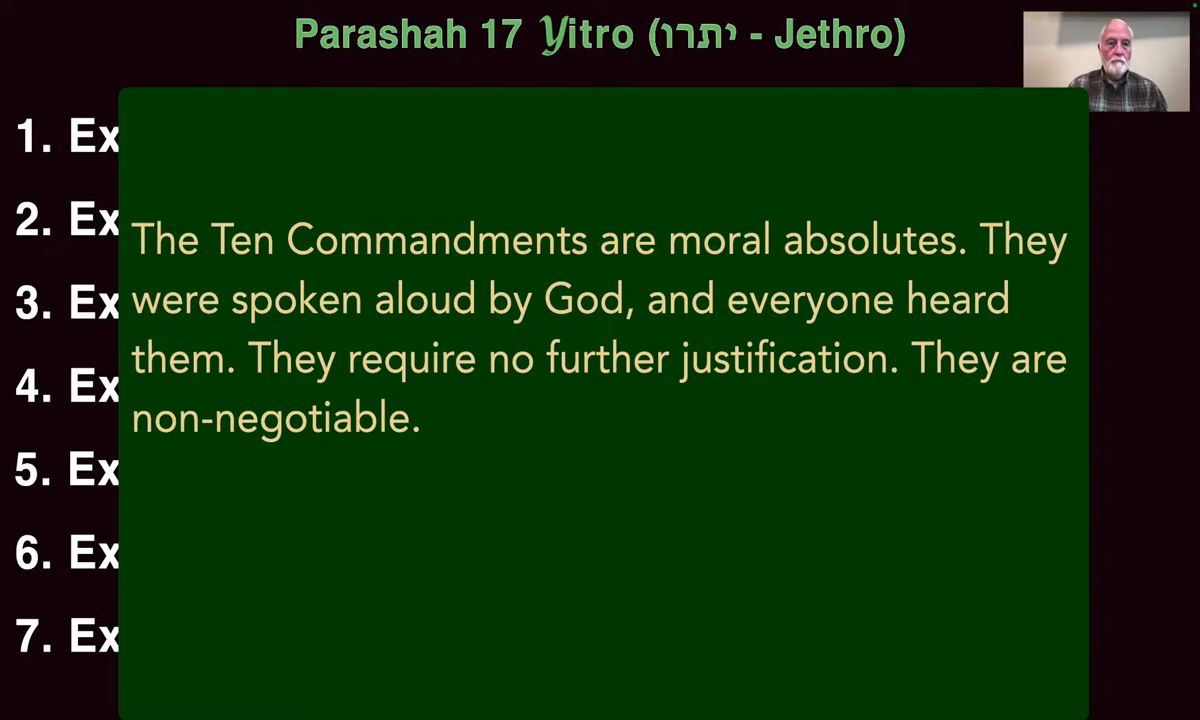 Parashah 17 Yitro (יתרו - Jethro)
1. Ex
2. Ex
3. Ex
4. Ex
5. Ex
6. Ex
7. Ex
The Ten Commandments are moral absolutes. They
were spoken aloud by God, and everyone heard
them. They require no further justification. They are
non-negotiable.